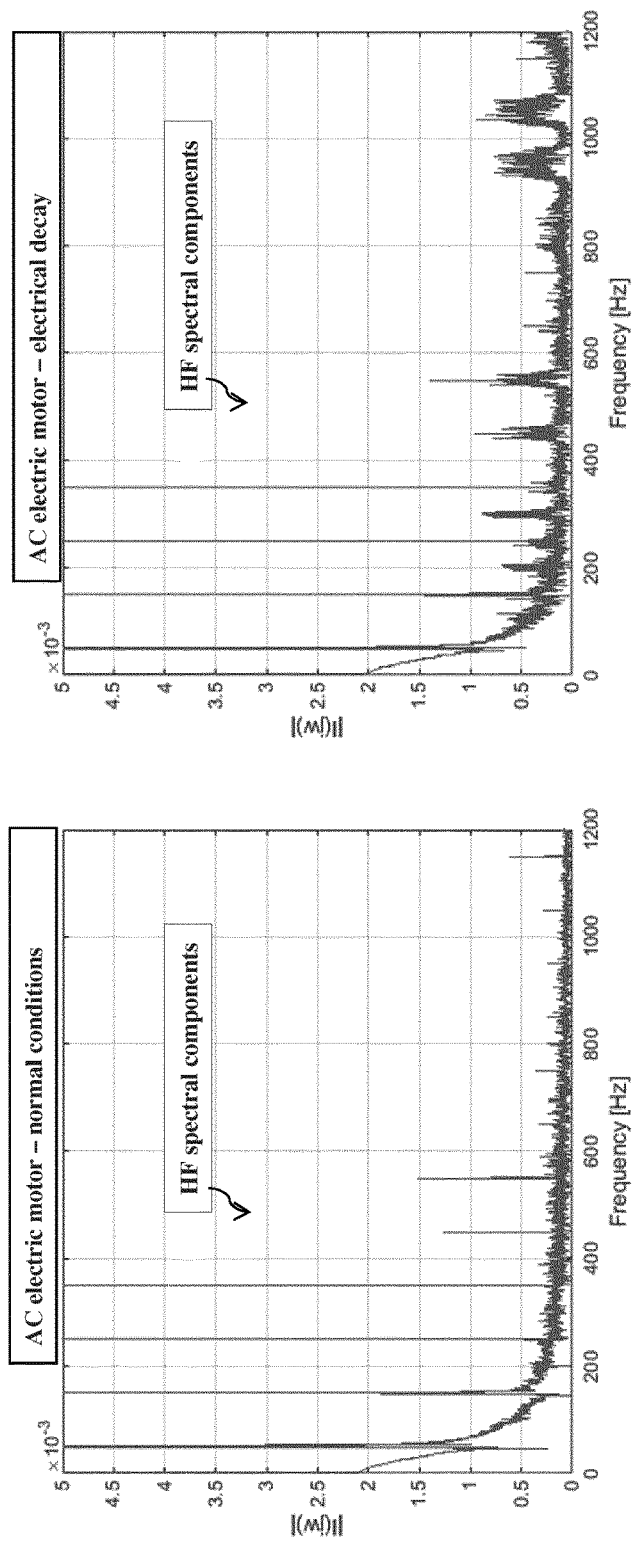 AC electric motor – normal conditions
× 10⁻³
5
4.5
4
3.5
3
2.5
2
1.5
1
0.5
0
|I(jw)|
HF spectral components
0 200 400 600 800 1000 1200
Frequency [Hz]
AC electric motor – electrical decay
× 10⁻³
5
4.5
4
3.5
3
2.5
2
1.5
1
0.5
0
|I(jw)|
HF spectral components
0 200 400 600 800 1000 1200
Frequency [Hz]